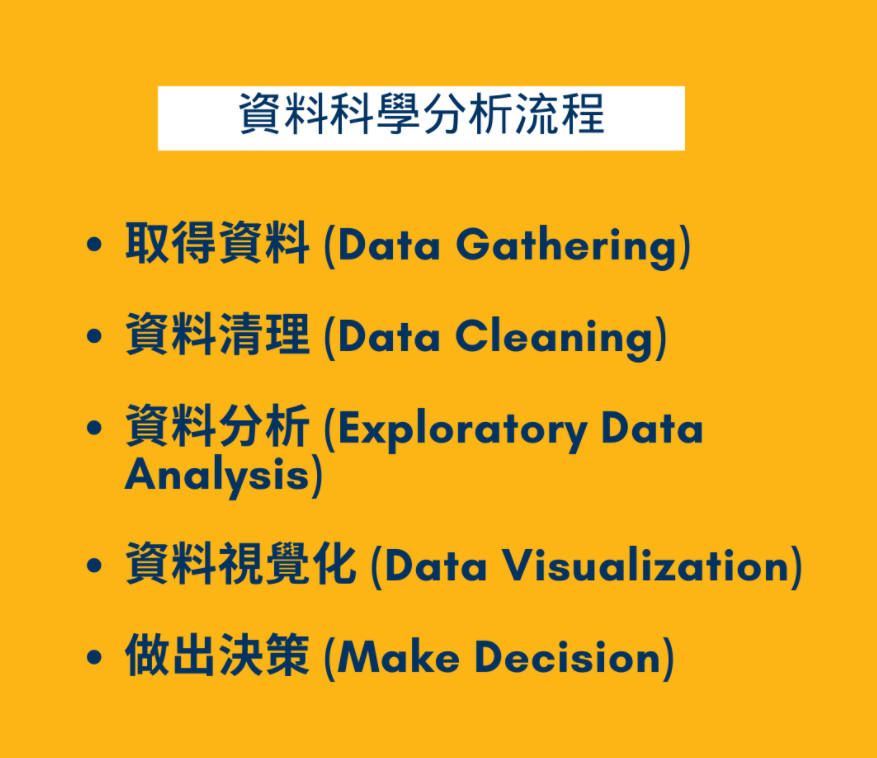 資料科學分析流程
• 取得資料 (Data Gathering)
• 資料清理 (Data Cleaning)
• 資料分析 (Exploratory Data
Analysis)
• 資料視覺化 (Data Visualization)
• 做出決策 (Make Decision)